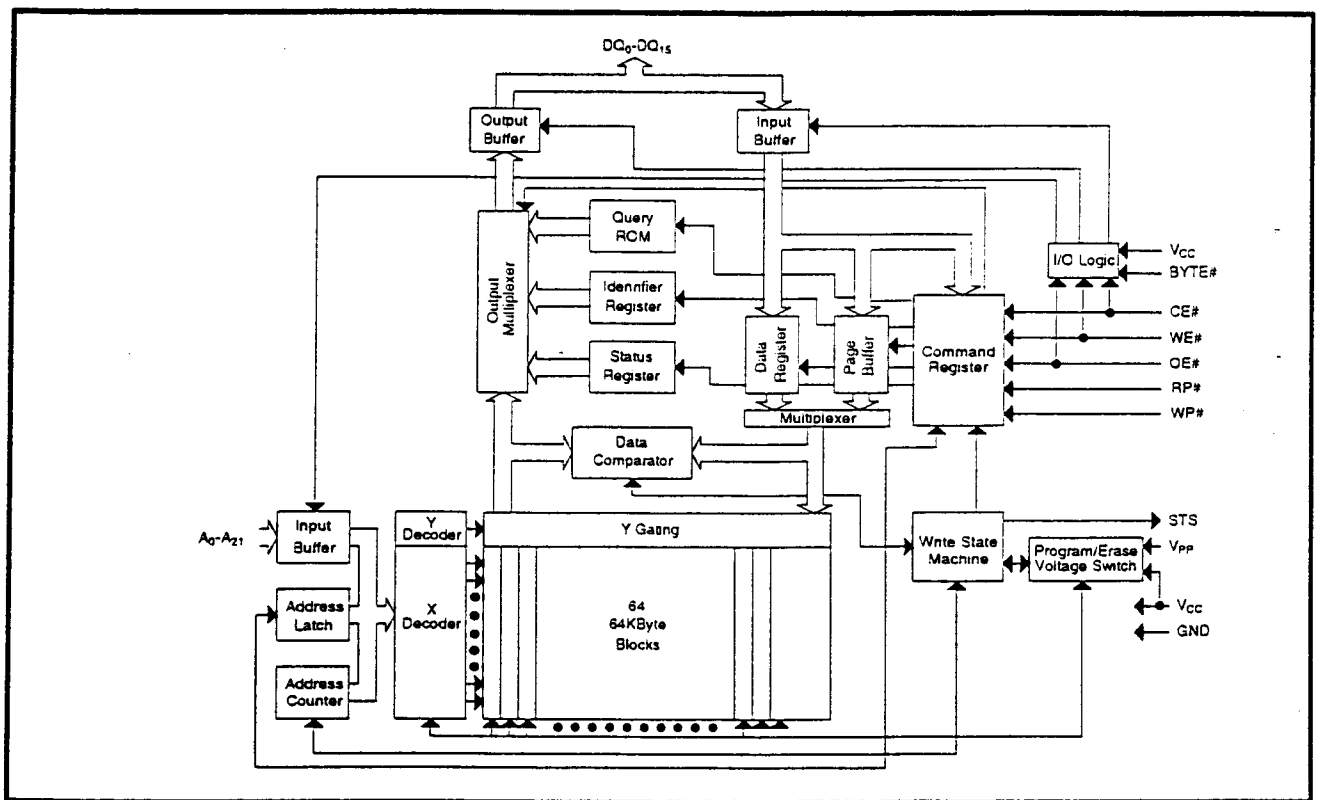 DQ0-DQ15
Output
Buffer
Input
Buffer
Query
ROM
I/O Logic
VCC
BYTE#
Output
Multiplexer
Idennfier
Register
CE#
Data
Register
Page
Buffer
Command
Register
WE#
Status
Register
OE#
RP#
Multiplexer
WP#
Data
Comparator
A0-A21
Input
Buffer
Y
Decoder
Y Gating
Write State
Machine
STS
VPP
Program/Erase
Voltage Switch
Address
Latch
X
Decoder
64
64KByte
Blocks
VCC
GND
Address
Counter